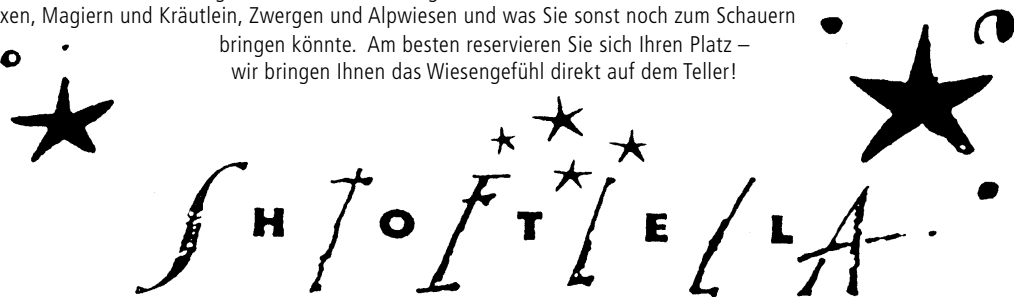 xen, Magiern und Kräutlein, Zwergen und Alpwiesen und was Sie sonst noch zum Schauern
bringen könnte. Am besten reservieren Sie sich Ihren Platz –
wir bringen Ihnen das Wiesengefühl direkt auf dem Teller!
SHTOETLELLA